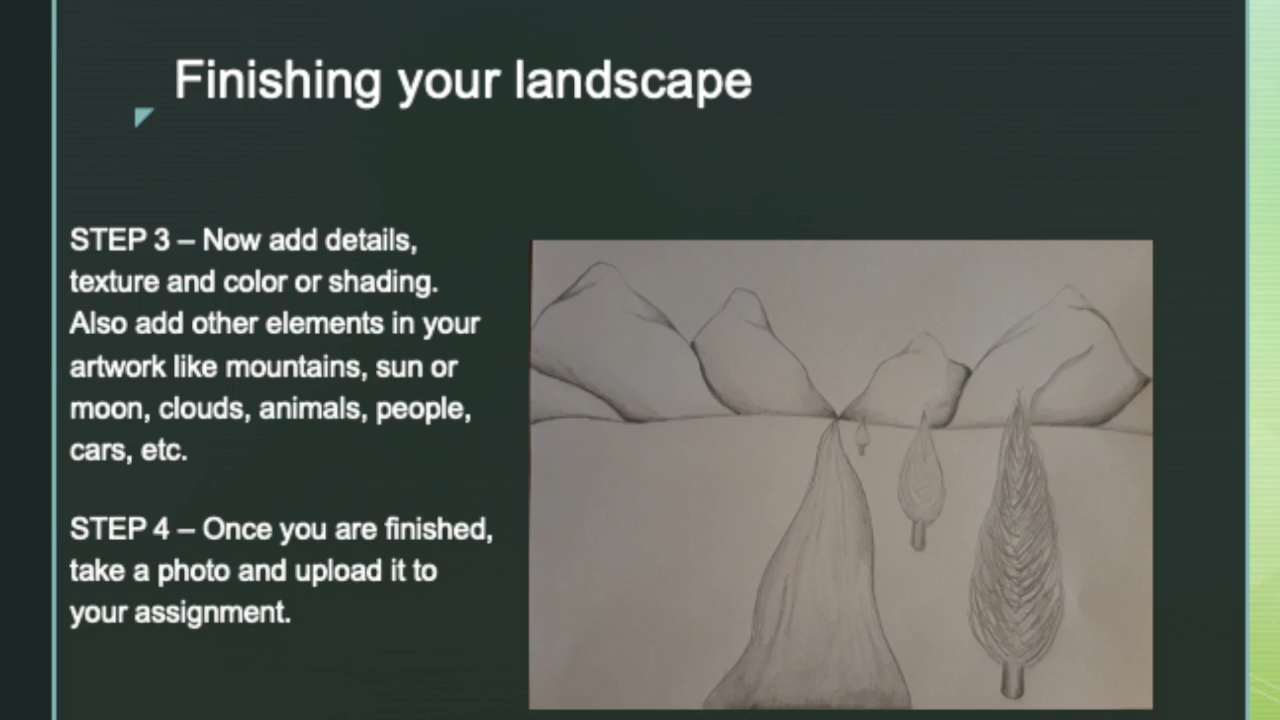 Finishing your landscape
STEP 3 – Now add details,
texture and color or shading.
Also add other elements in your
artwork like mountains, sun or
moon, clouds, animals, people,
cars, etc.
STEP 4 – Once you are finished,
take a photo and upload it to
your assignment.